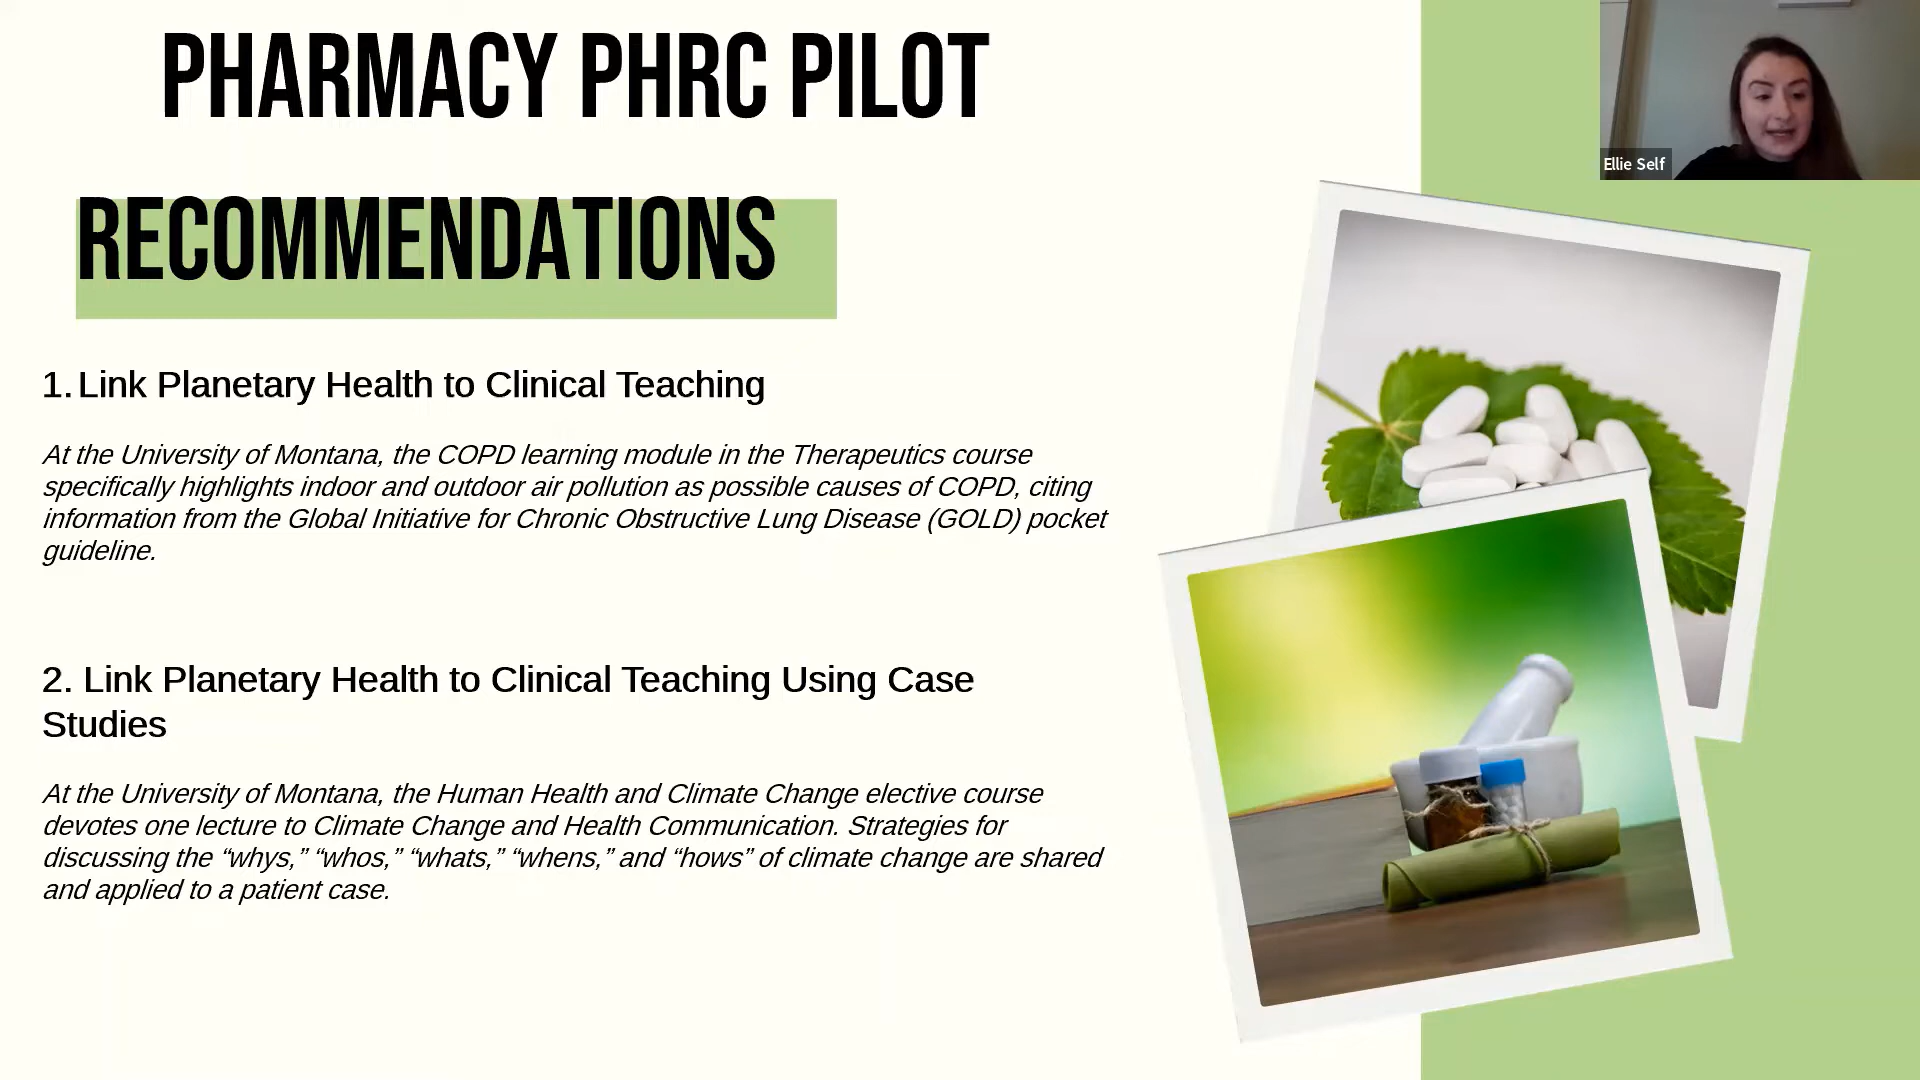 PHARMACY PHRC PILOT
RECOMMENDATIONS
Ellie Self
1. Link Planetary Health to Clinical Teaching
At the University of Montana, the COPD learning module in the Therapeutics course
specifically highlights indoor and outdoor air pollution as possible causes of COPD, citing
information from the Global Initiative for Chronic Obstructive Lung Disease (GOLD) pocket
guideline.
2. Link Planetary Health to Clinical Teaching Using Case
Studies
At the University of Montana, the Human Health and Climate Change elective course
devotes one lecture to Climate Change and Health Communication. Strategies for
discussing the “whys,” “whos,” “whats,” “whens,” and “hows” of climate change are shared
and applied to a patient case.